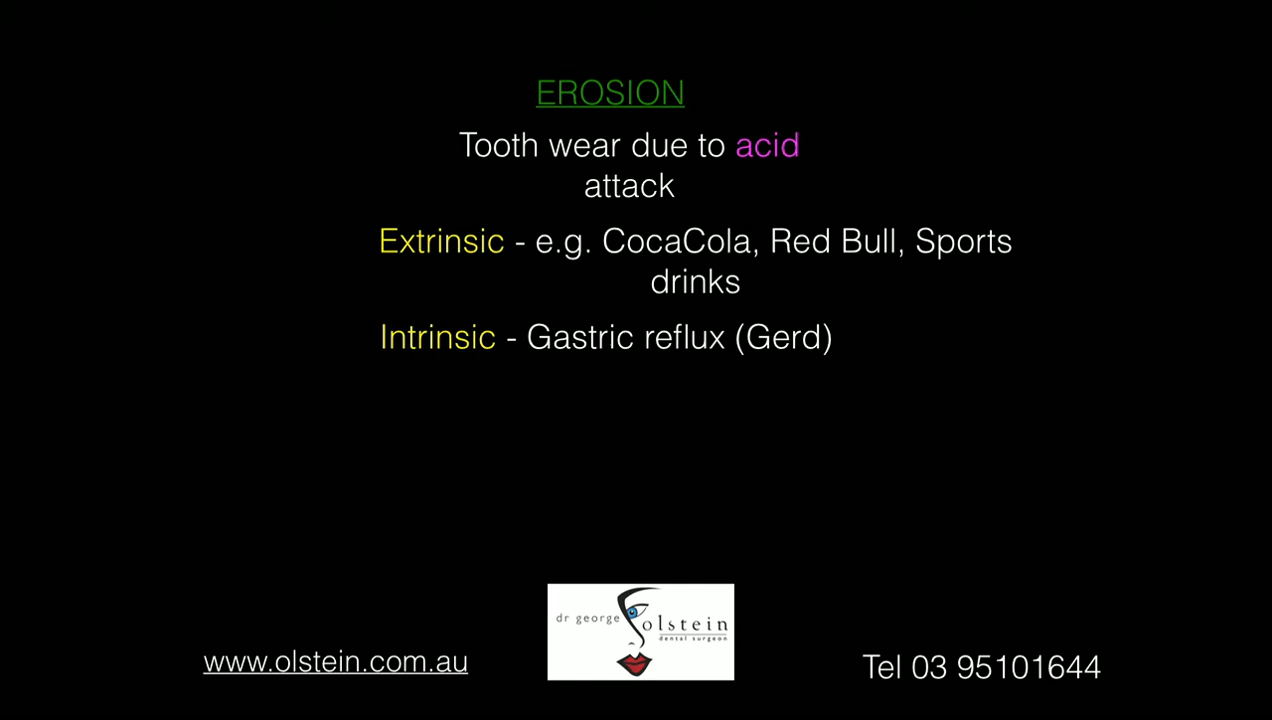 EROSION
Tooth wear due to acid
attack
Extrinsic - e.g. CocaCola, Red Bull, Sports
drinks
Intrinsic - Gastric reflux (Gerd)
dr george olstein
dental surgeon
www.olstein.com.au
Tel 03 95101644